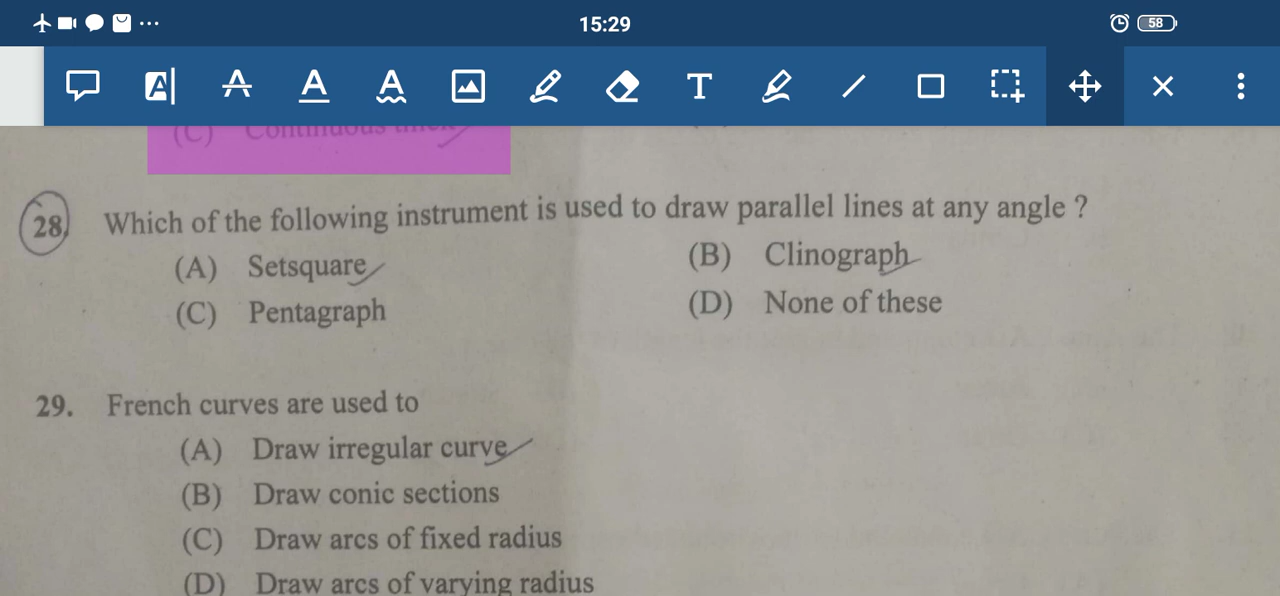 15:29
58
A
A
A
A
T
(C) Continuous thick
28. Which of the following instrument is used to draw parallel lines at any angle ?
(A) Setsquare
(B) Clinograph
(C) Pentagraph
(D) None of these
29. French curves are used to
(A) Draw irregular curve
(B) Draw conic sections
(C) Draw arcs of fixed radius
(D) Draw arcs of varying radius